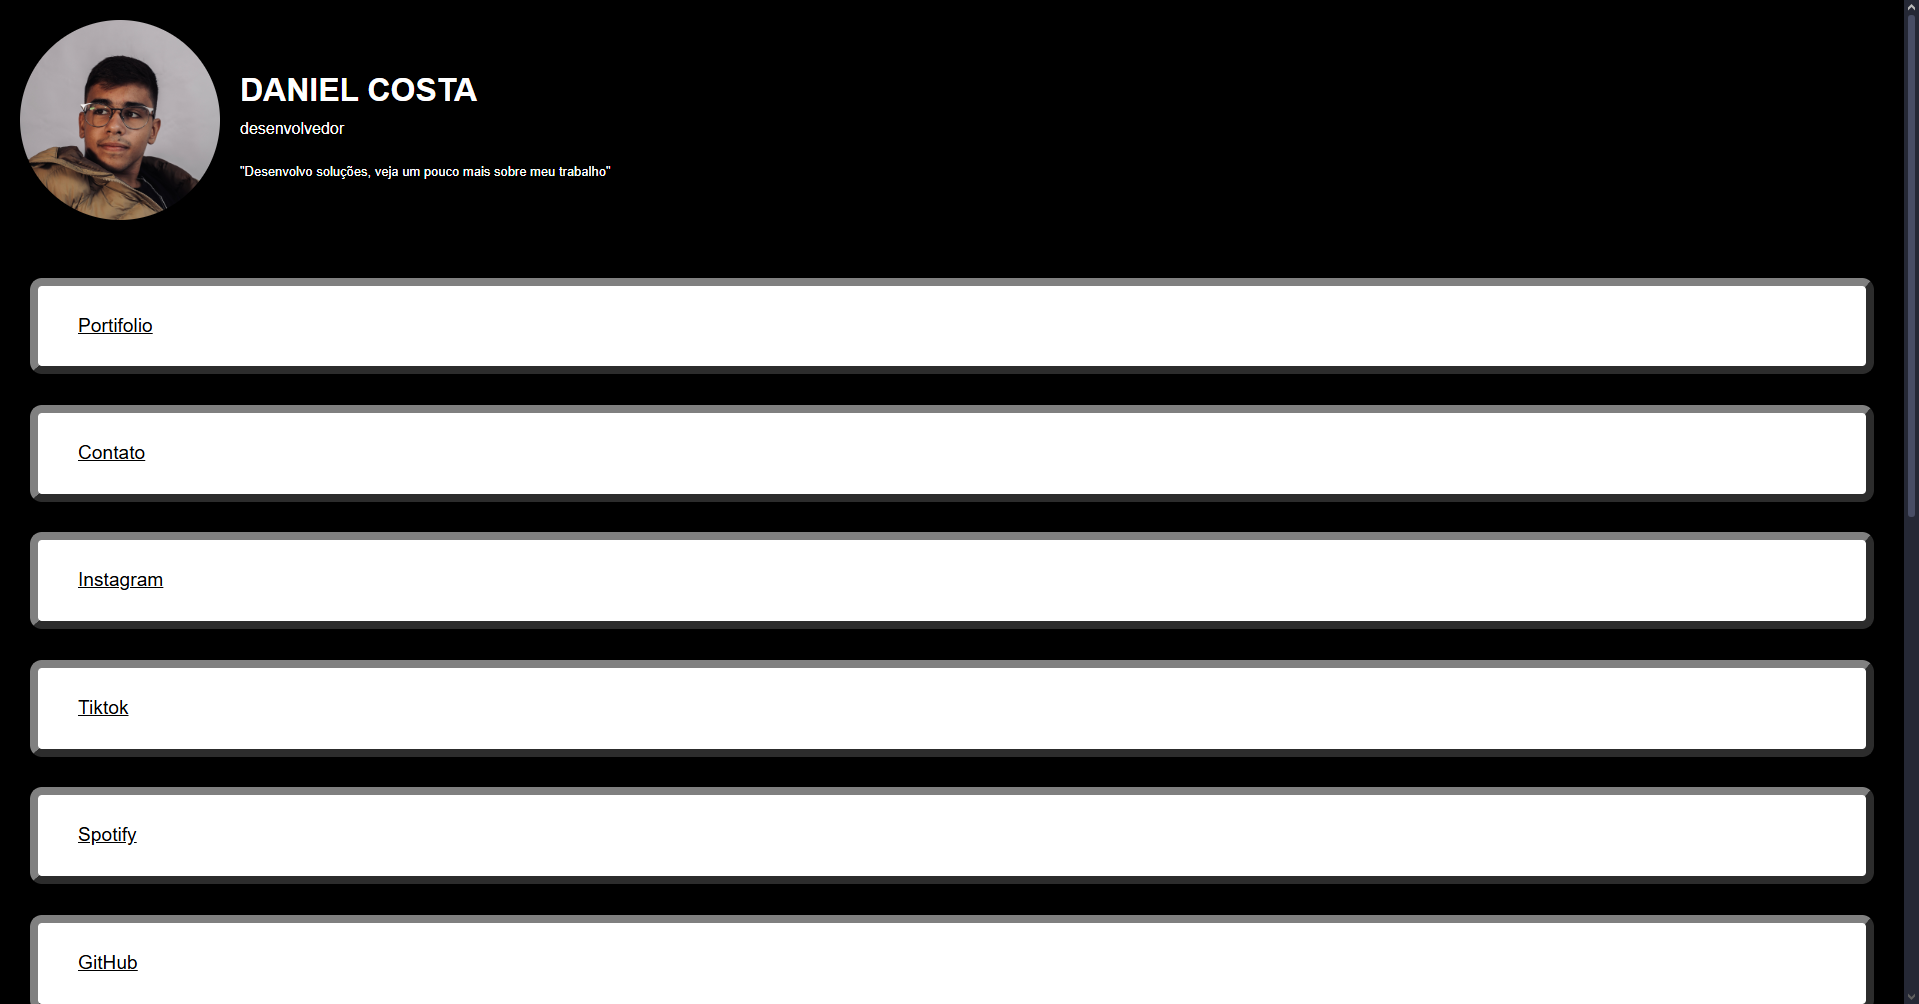 DANIEL COSTA
desenvolvedor
"Desenvolvo soluções, veja um pouco mais sobre meu trabalho"
Portifolio
Contato
Instagram
Tiktok
Spotify
GitHub